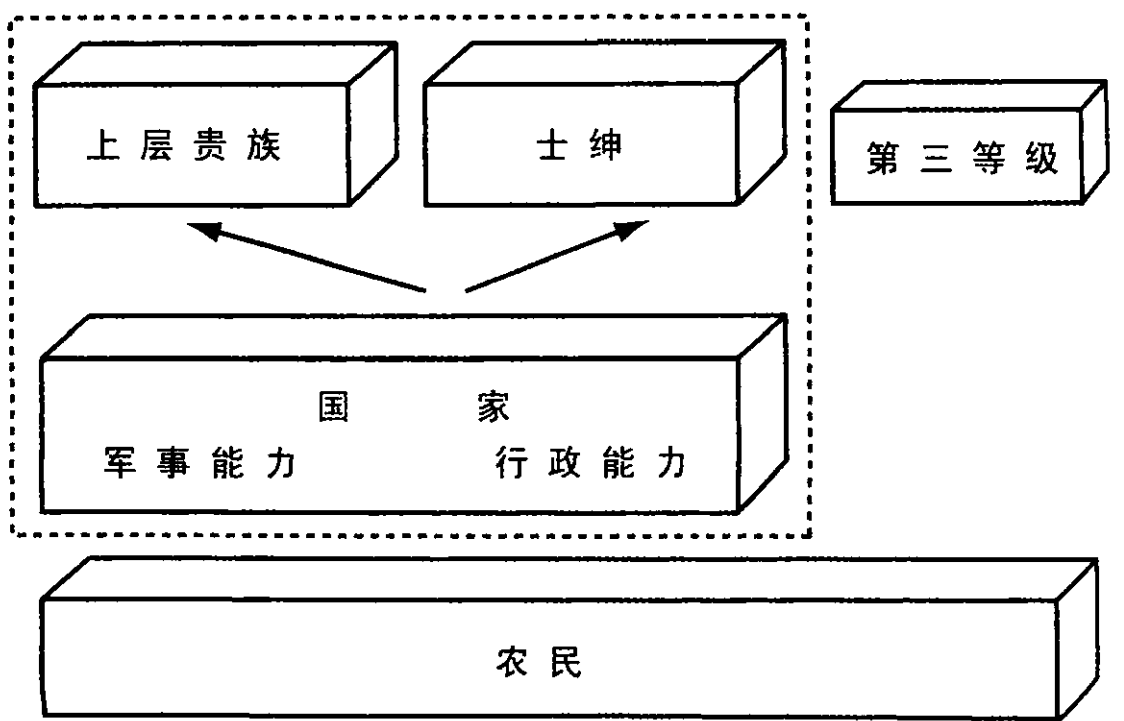 上层贵族
士绅
第三等级
国家
军事能力
行政能力
农民